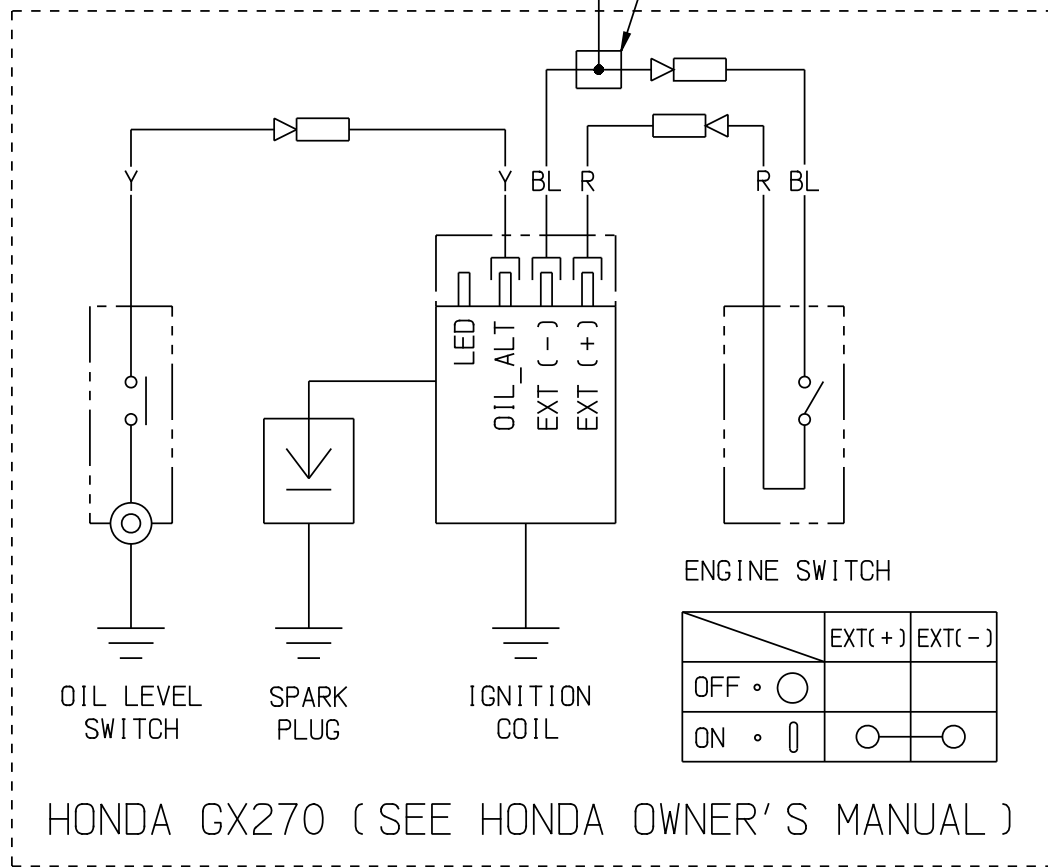 Y
Y
BL
R
R
BL
LED
OIL_ALT
EXT (-)
EXT (+)
ENGINE SWITCH
EXT(+)
EXT(-)
OFF
ON
OIL LEVEL
SWITCH
SPARK
PLUG
IGNITION
COIL
HONDA GX270 (SEE HONDA OWNER'S MANUAL)